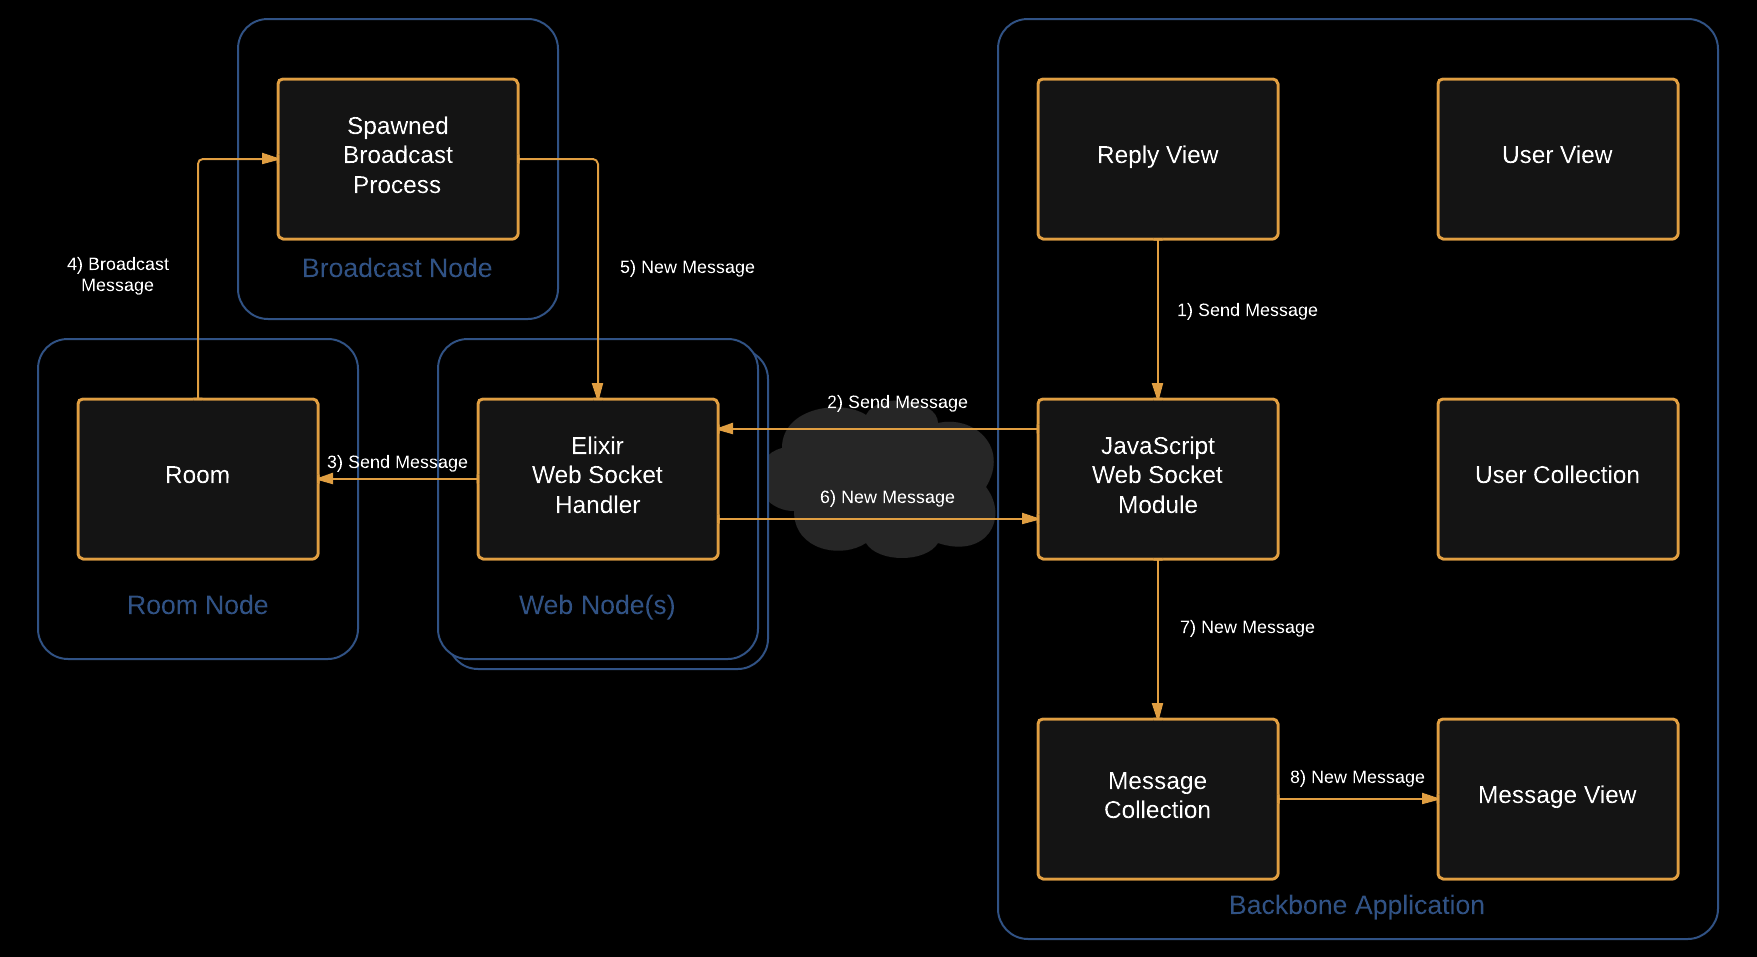 Spawned
Broadcast
Process
Broadcast Node
Reply View
User View
4) Broadcast
Message
5) New Message
1) Send Message
2) Send Message
Room
3) Send Message
Elixir
Web Socket
Handler
6) New Message
JavaScript
Web Socket
Module
User Collection
Room Node
Web Node(s)
7) New Message
Message
Collection
8) New Message
Message View
Backbone Application